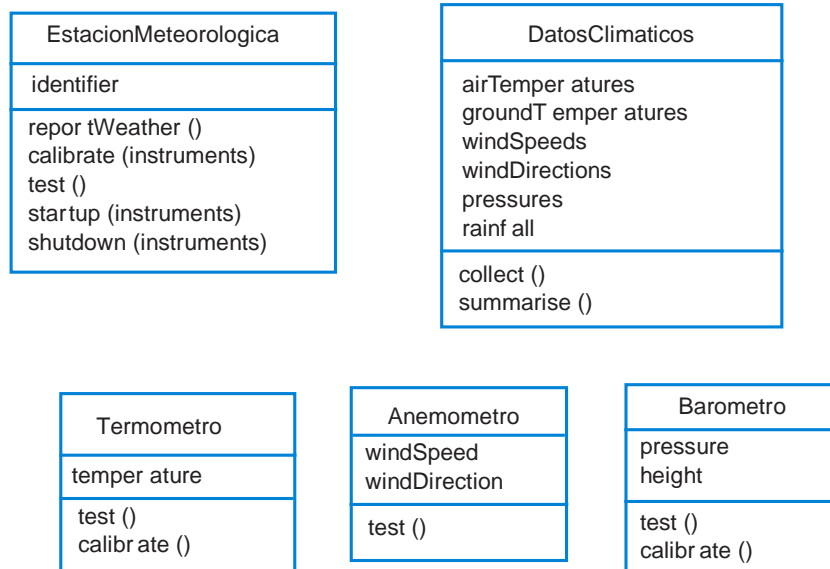 EstacionMeteorologica
identifier
repor tWeather ()
calibrate (instruments)
test ()
startup (instruments)
shutdown (instruments)
DatosClimaticos
airTemper atures
groundT emper atures
windSpeeds
windDirections
pressures
rainf all
collect ()
summarise ()
Termometro
temper ature
test ()
calibr ate ()
Anemometro
windSpeed
windDirection
test ()
Barometro
pressure
height
test ()
calibr ate ()